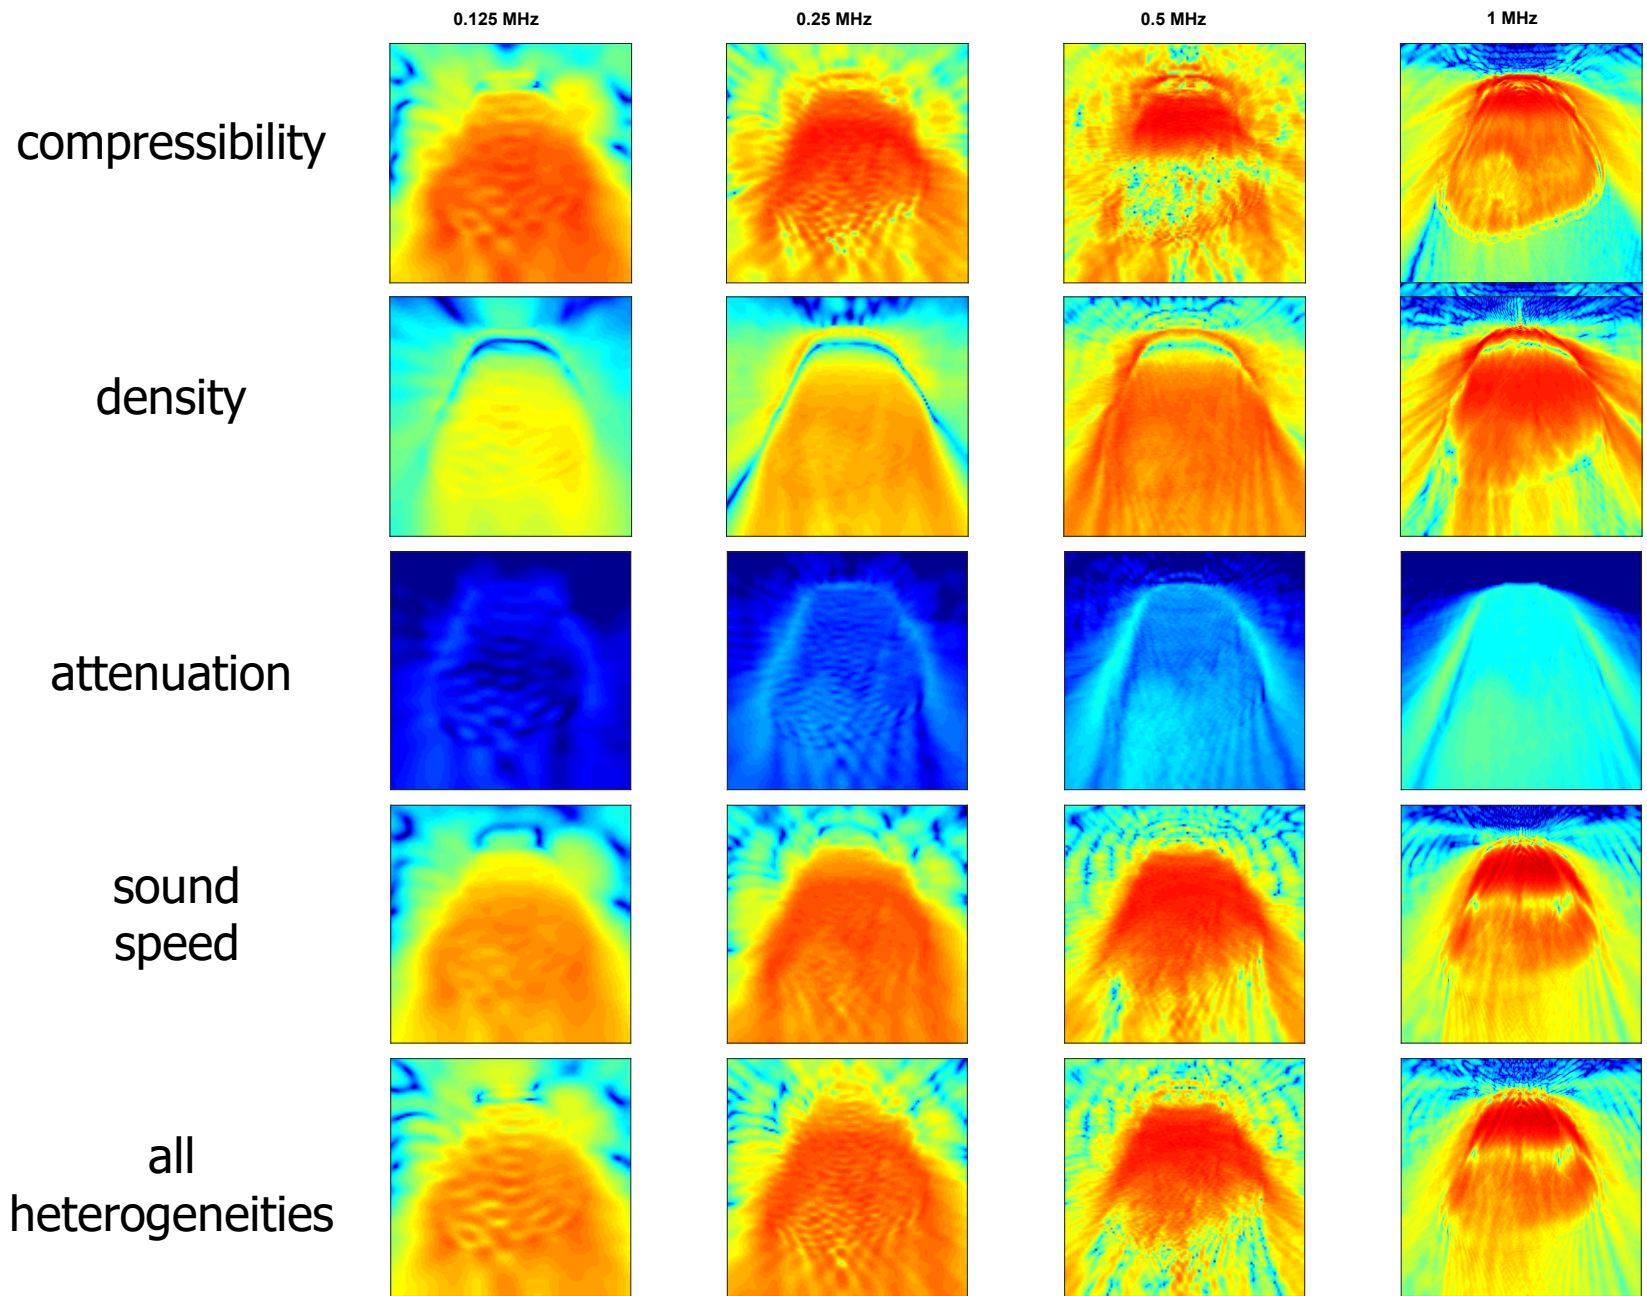 0.125 MHz 0.25 MHz 0.5 MHz 1 MHz
compressibility
density
attenuation
sound
speed
all
heterogeneities